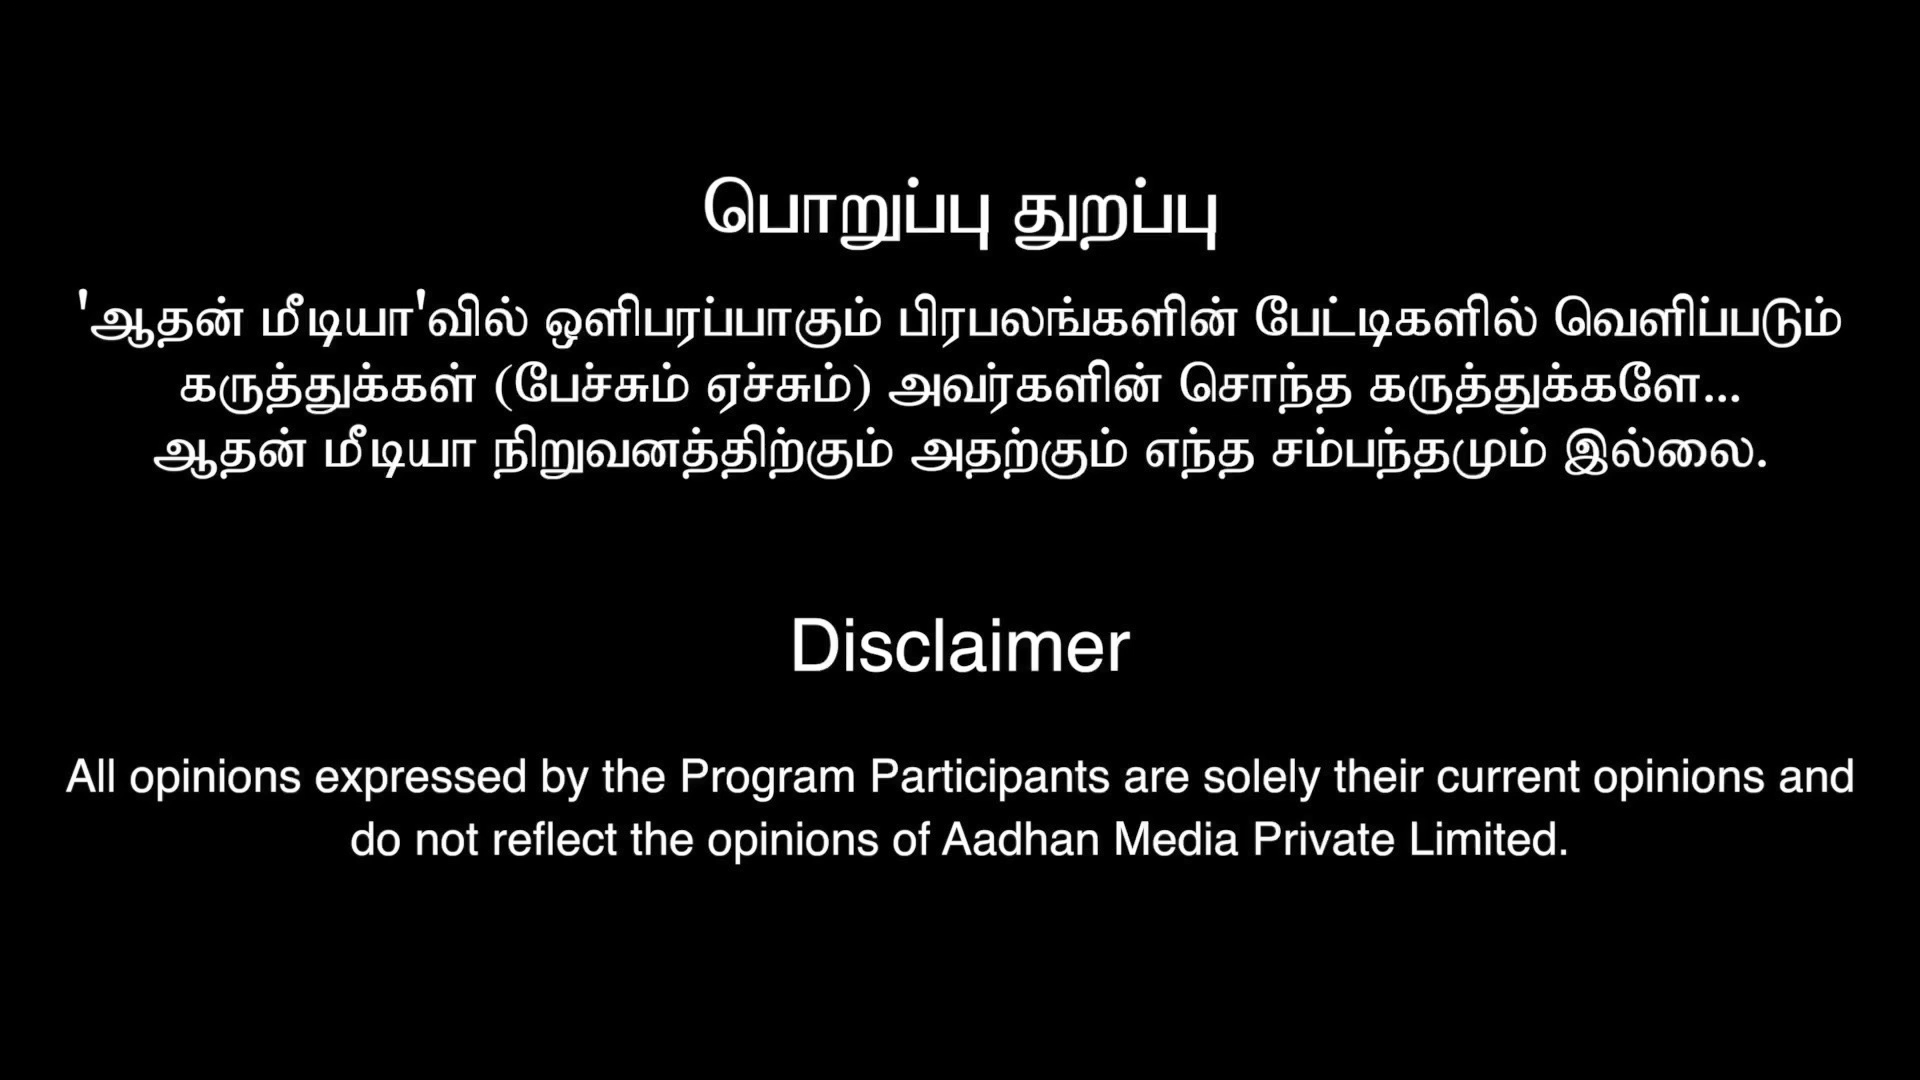 பொறுப்பு துறப்பு
'ஆதன் மீடியா'வில் ஒளிபரப்பாகும் பிரபலங்களின் பேட்டிகளில் வெளிப்படும்
கருத்துக்கள் (பேச்சும் ஏச்சும்) அவர்களின் சொந்த கருத்துக்களே...
ஆதன் மீடியா நிறுவனத்திற்கும் அதற்கும் எந்த சம்பந்தமும் இல்லை.
Disclaimer
All opinions expressed by the Program Participants are solely their current opinions and
do not reflect the opinions of Aadhan Media Private Limited.